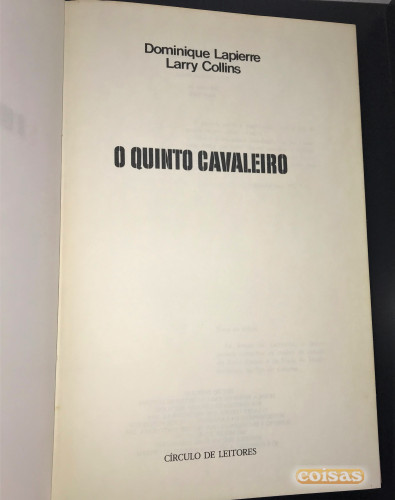 Dominique Lapierre
Larry Collins
O QUINTO CAVALEIRO
CÍRCULO DE LEITORES
coisas